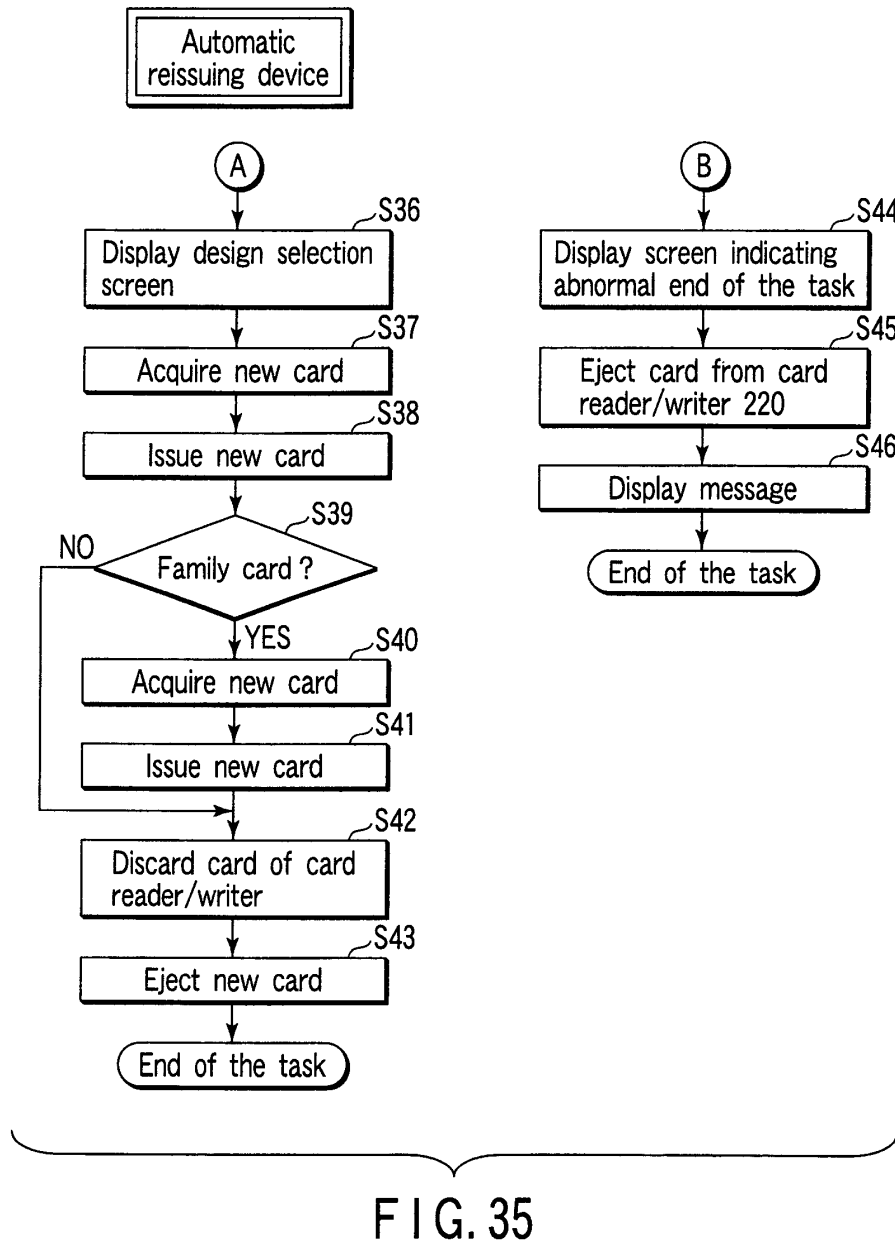 Automatic
reissuing device
A
S36
Display design selection
screen
S37
Acquire new card
S38
Issue new card
S39
Family card?
NO
YES
S40
Acquire new card
S41
Issue new card
S42
Discard card of card
reader/writer
S43
Eject new card
End of the task
B
S44
Display screen indicating
abnormal end of the task
S45
Eject card from card
reader/writer 220
S46
Display message
End of the task
FIG. 35